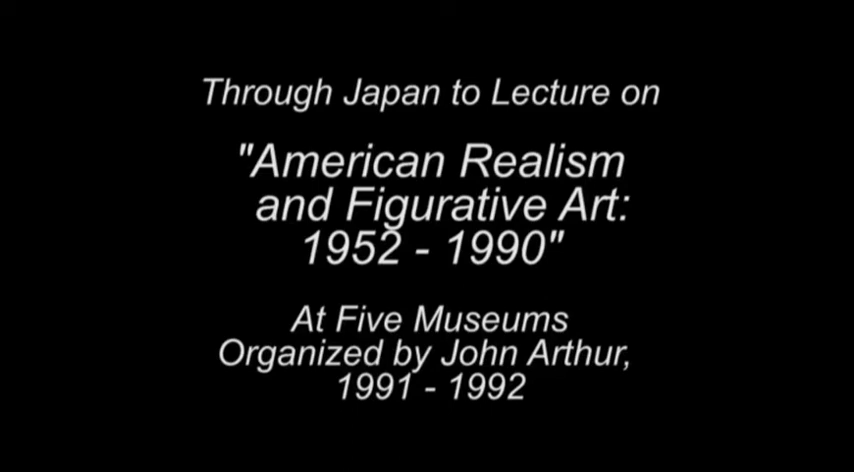 Through Japan to Lecture on
"American Realism
and Figurative Art:
1952 - 1990"
At Five Museums
Organized by John Arthur,
1991 - 1992